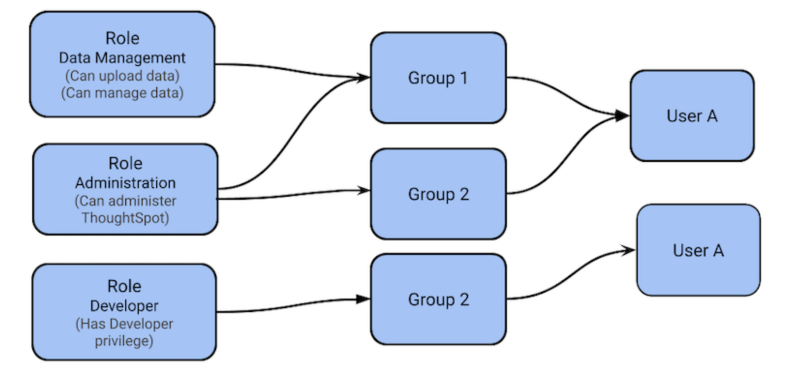 Role
Data Management
(Can upload data)
(Can manage data)
Group 1
User A
Role
Administration
(Can administer
ThoughtSpot)
Group 2
User A
Role
Developer
(Has Developer
privilege)
Group 2